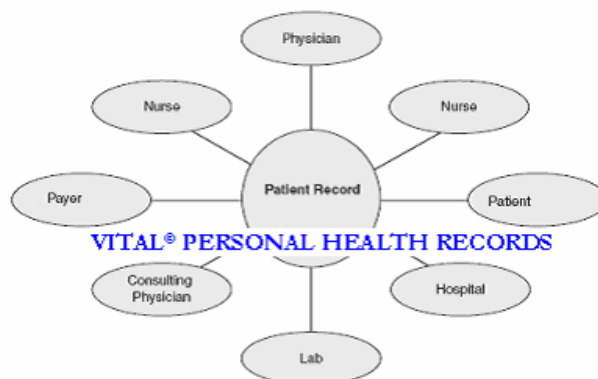 Physician
Nurse
Nurse
Patient Record
Payer
Patient
VITAL® PERSONAL HEALTH RECORDS
Consulting
Physician
Hospital
Lab